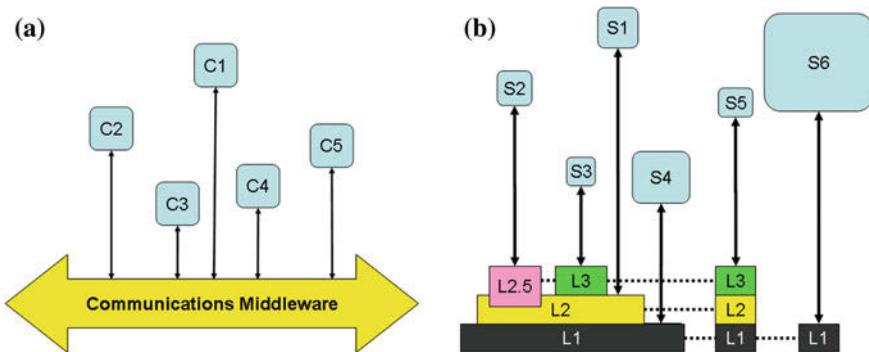 (a)
C1
C2
C5
C3
C4
Communications Middleware
(b)
S1
S6
S2
S5
S3
S4
L2.5
L3
L3
L2
L2
L1
L1
L1